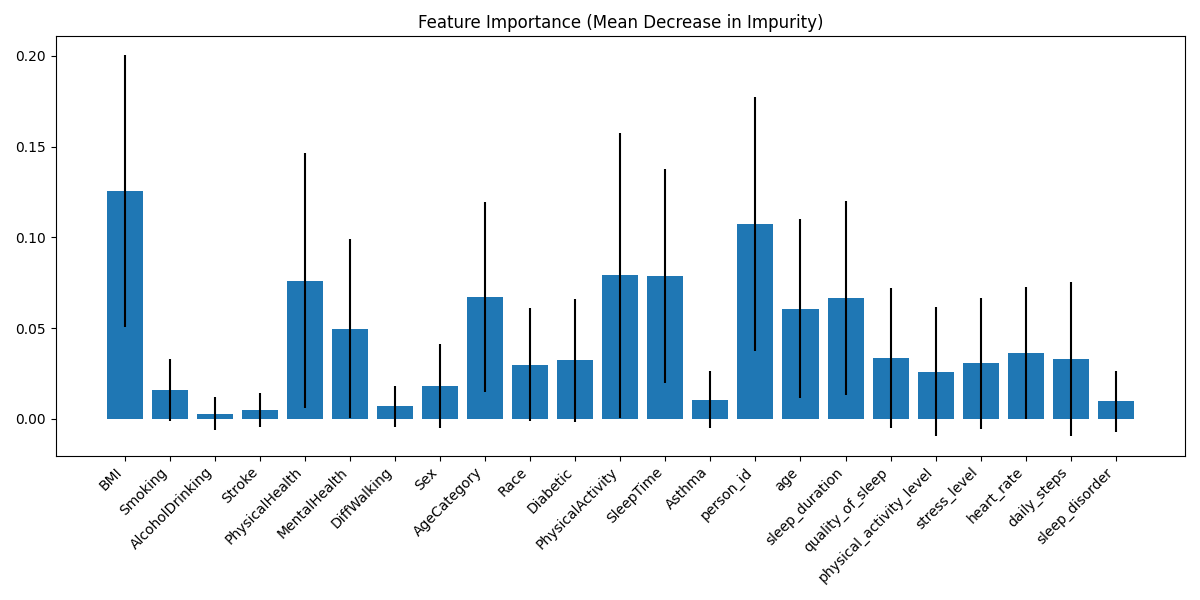 Feature Importance (Mean Decrease in Impurity)
0.20
0.15
0.10
0.05
0.00
BMI
Smoking
AlcoholDrinking
Stroke
PhysicalHealth
MentalHealth
DiffWalking
Sex
AgeCategory
Race
Diabetic
PhysicalActivity
SleepTime
Asthma
person_id
age
sleep_duration
quality_of_sleep
physical_activity_level
stress_level
heart_rate
daily_steps
sleep_disorder